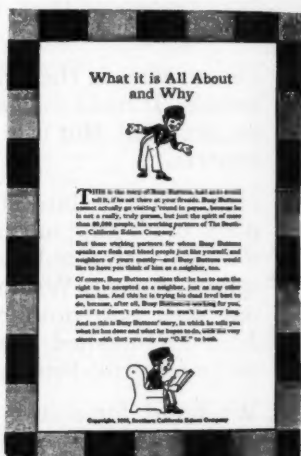 What it is All About
and Why
THIS is the story of Busy Buttons, told as he would
tell it, if he sat there at your fireside. Busy Buttons
cannot actually go visiting 'round in person, because he
is not a really, truly person, but just the spirit of more
than people, his working partners of The South-
ern California Edison Company.
But these working partners for whom Busy Buttons
speaks are flesh and blood people just like yourself, and
neighbors of yours mostly—and Busy Buttons would
like to have you think of him as a neighbor, too.
Of course, Busy Buttons realizes that he has to earn the
right to be accepted as a neighbor, just as any other
person has. And this he is trying his dead level best to
do, because, after all, Busy Buttons is working for you,
and if he doesn't please you he won't last very long.
And so this is Busy Buttons' story, in which he tells you
what he has done and what he hopes to do, with the very
sincere wish that you may say "O.K." to both.
Copyright, Southern California Edison Company